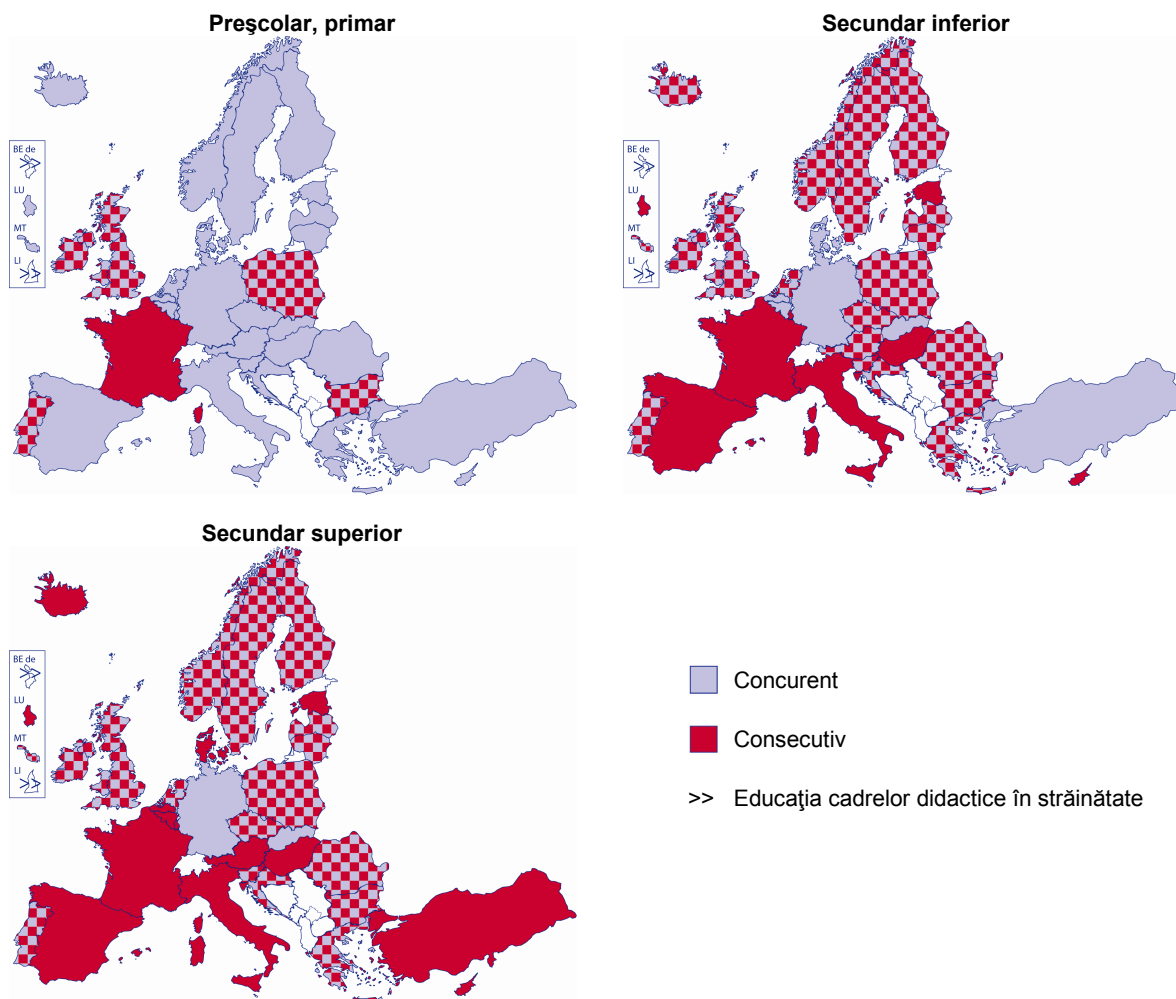 Preşcolar, primar
BE de
LU
MT
LI
Secundar inferior
BE de
LU
MT
LI
Secundar superior
BE de
LU
MT
LI
Concurent
Consecutiv
>> Educaţia cadrelor didactice în străinătate